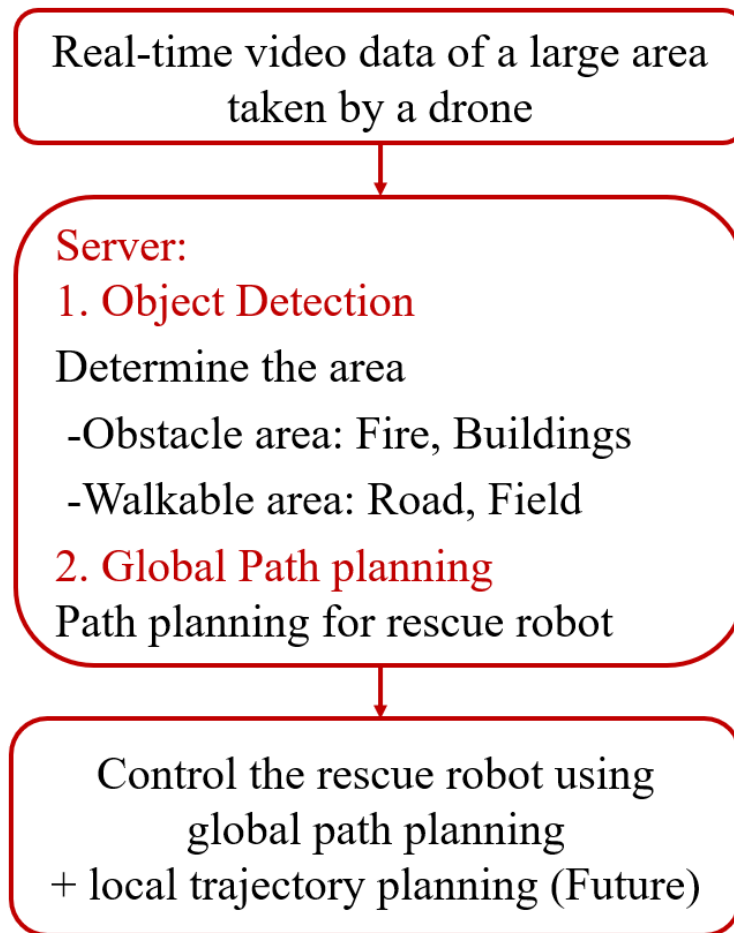 Real-time video data of a large area
taken by a drone
Server:
1. Object Detection
Determine the area
-Obstacle area: Fire, Buildings
-Walkable area: Road, Field
2. Global Path planning
Path planning for rescue robot
Control the rescue robot using
global path planning
+ local trajectory planning (Future)